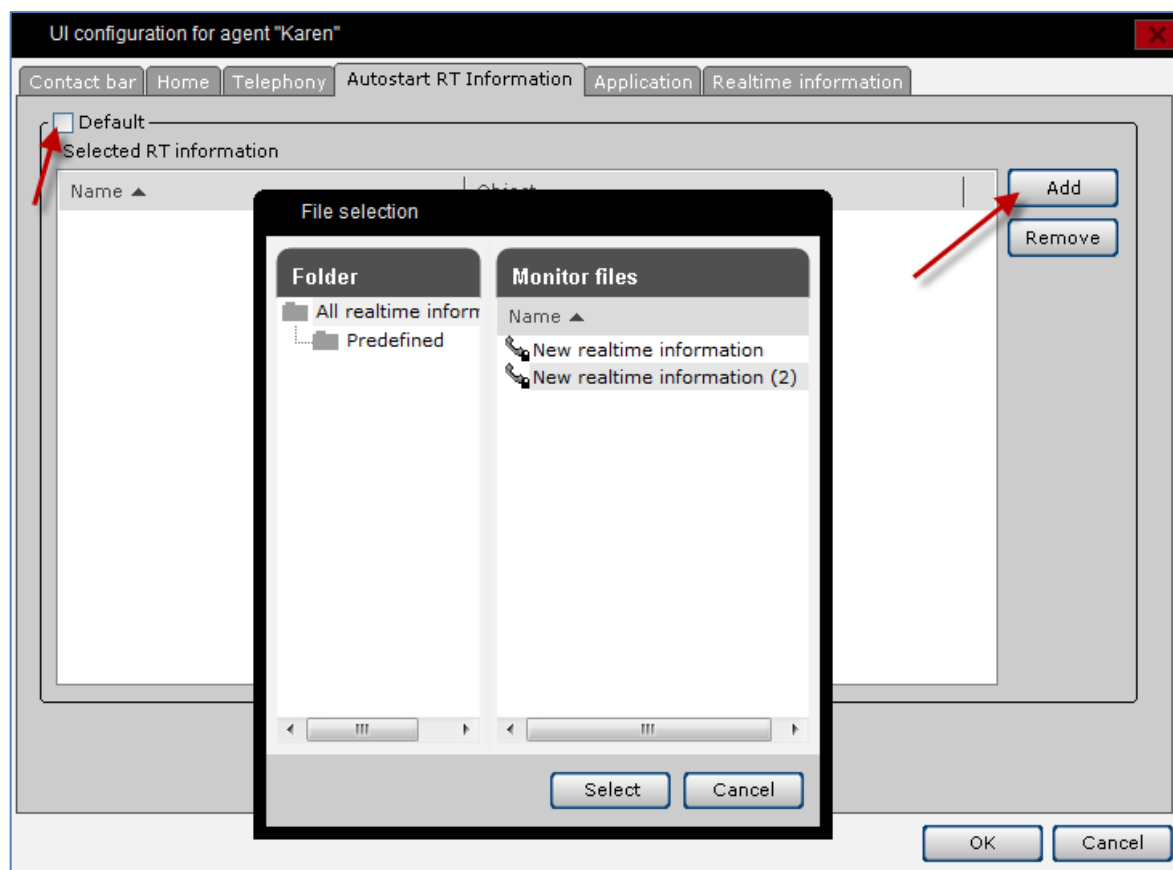 UI configuration for agent "Karen"
Contact bar Home Telephony Autostart RT Information Application Realtime information
Default
Selected RT information
Name Object
Add
Remove
File selection
Folder
All realtime inform
Predefined
Monitor files
Name
New realtime information
New realtime information (2)
Select Cancel
OK Cancel